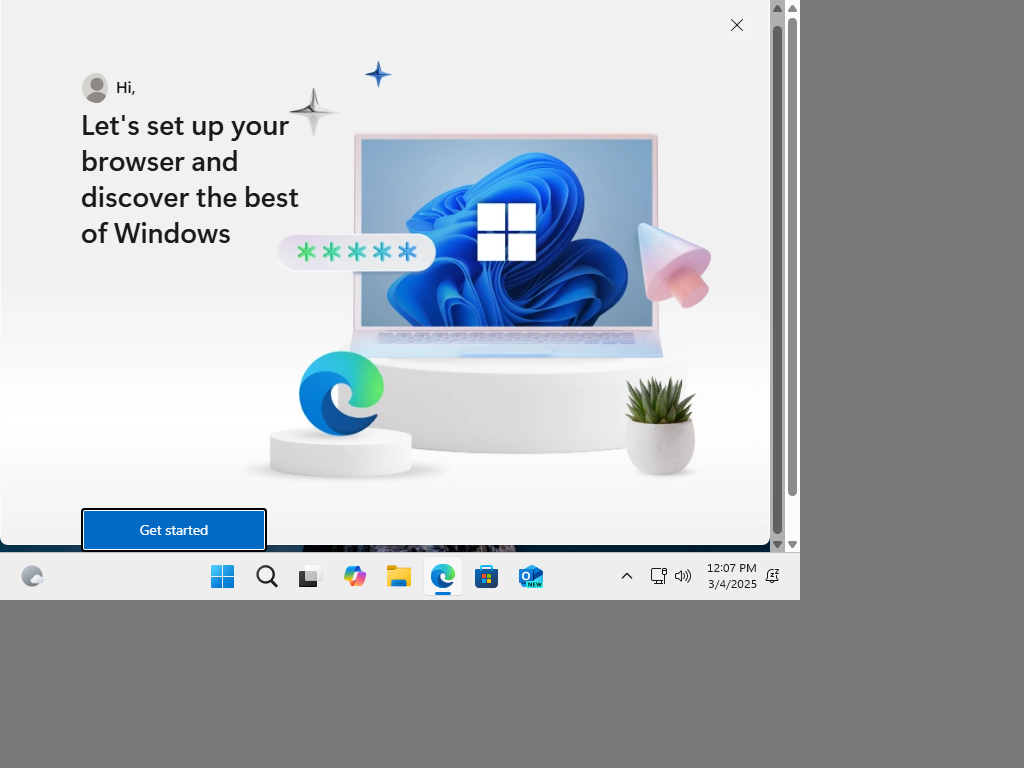 Hi,
Let's set up your
browser and
discover the best
of Windows
Get started
NEW
12:07 PM
3/4/2025